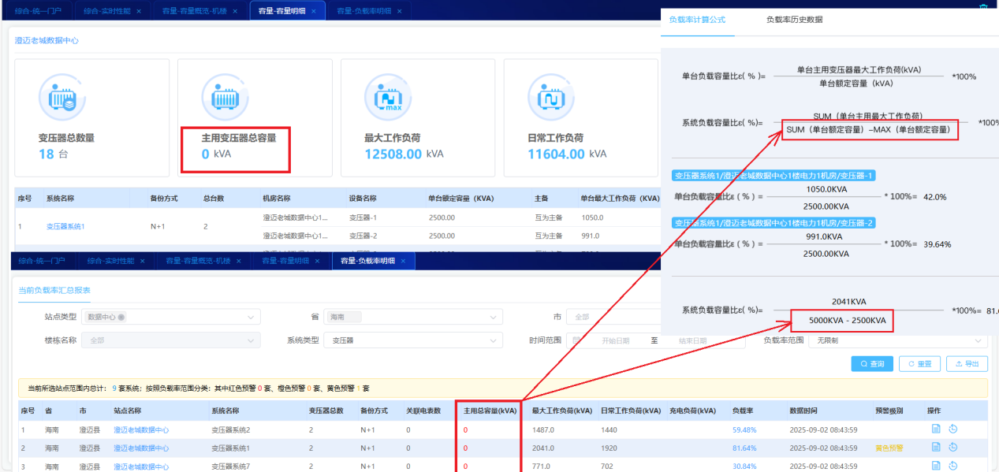 综合-统一门户 综合-实时性能 × 容量-容量概览-机楼 × 容量-容量明细 × 容量-负载率明细 ×
澄迈老城数据中心
变压器总数量 主用变压器总容量 最大工作负荷 日常工作负荷
18 台 0 kVA 12508.00 kVA 11604.00 kVA
序号 系统名称 备份方式 总台数 机房名称 设备名称 单台额定容量（KVA） 主备 单台最大工作负荷（KVA）
澄迈老城数据中心1... 变压器-1 2500.00 互为主备 1050.0
1 变压器系统1 N+1 2
澄迈老城数据中心1... 变压器-2 2500.00 互为主备 991.0
负载率计算公式 负载率历史数据
单台主用变压器最大工作负荷(kVA)
单台负载容量比ε( % )= *100%
单台额定容量（kVA）
SUM（单台主用最大工作负荷）
系统负载容量比ε( %)= *100%
SUM（单台额定容量）-MAX（单台额定容量）
变压器系统1/澄迈老城数据中心1楼电力1机房/变压器-1
1050.0KVA
单台负载容量比ε ( % ) = * 100%= 42.0%
2500.00KVA
变压器系统1/澄迈老城数据中心1楼电力1机房/变压器-2
991.0KVA
单台负载容量比ε ( % ) = * 100%= 39.64%
2500.00KVA
2041KVA
系统负载容量比ε( %)= *100%= 81.
5000KVA - 2500KVA
综合-统一门户 综合-实时性能 × 容量-容量概览-机楼 × 容量-容量明细 × 容量-负载率明细 ×
当前负载率汇总报表
站点类型 数据中心 省 海南 市 全部
楼栋名称 全部 系统类型 变压器 时间范围 开始日期 至 结束日期 负载率范围 无限制
查询 重置 导出
当前所选站点范围内总计： 9 套系统；按照负载率范围分类：其中红色预警 0 套、橙色预警 0 套、黄色预警 1 套
序号 省 市 站点名称 系统名称 变压器总数 备份方式 关联电表数 主用总容量(kVA) 最大工作负荷(kVA) 日常工作负荷(kVA) 充电负荷(kVA) 负载率 数据时间 预警级别 操作
1 海南 澄迈县 澄迈老城数据中心 变压器系统2 2 N+1 0 0 1487.0 1440 59.48% 2025-09-02 08:43:59
2 海南 澄迈县 澄迈老城数据中心 变压器系统1 2 N+1 0 0 2041.0 1920 81.64% 2025-09-02 08:43:59 黄色预警
3 海南 澄迈县 澄迈老城数据中心 变压器系统7 2 N+1 0 0 771.0 702 30.84% 2025-09-02 08:43:59